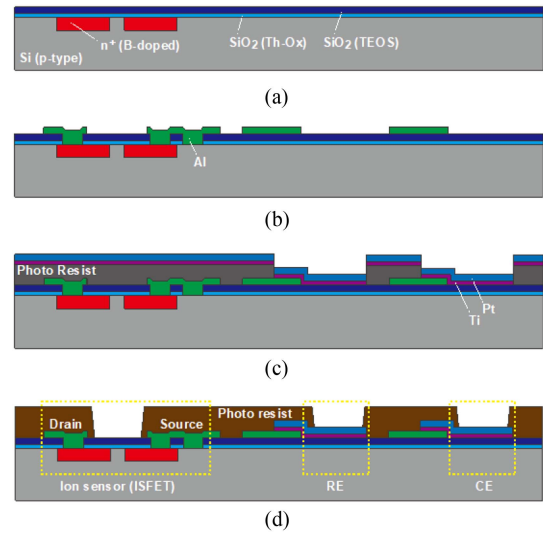 n⁺ (B-doped)
SiO₂ (Th-Ox)
SiO₂ (TEOS)
Si (p-type)
(a)
Al
(b)
Photo Resist
Pt
Ti
(c)
Drain
Source
Photo resist
Ion sensor (ISFET)
RE
CE
(d)